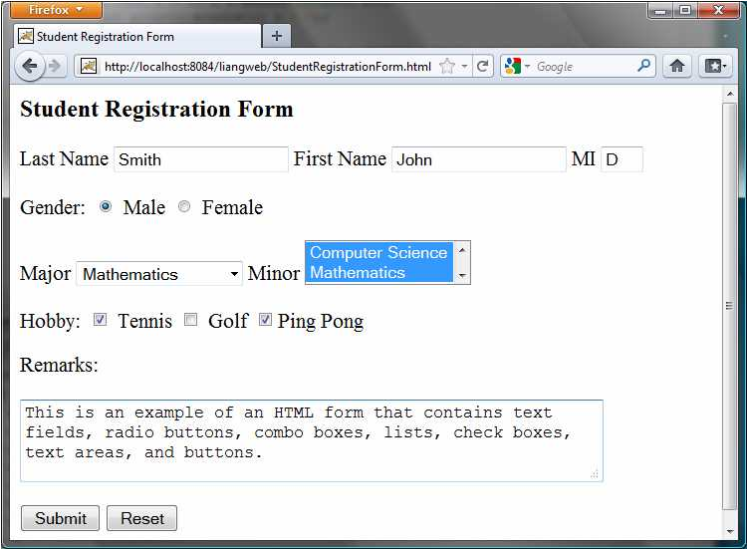 Firefox
Student Registration Form
http://localhost:8084/liangweb/StudentRegistrationForm.html Google
Student Registration Form
Last Name Smith First Name John MI D
Gender: Male Female
Major Mathematics Minor Computer Science
Mathematics
Hobby: Tennis Golf Ping Pong
Remarks:
This is an example of an HTML form that contains text
fields, radio buttons, combo boxes, lists, check boxes,
text areas, and buttons.
Submit Reset